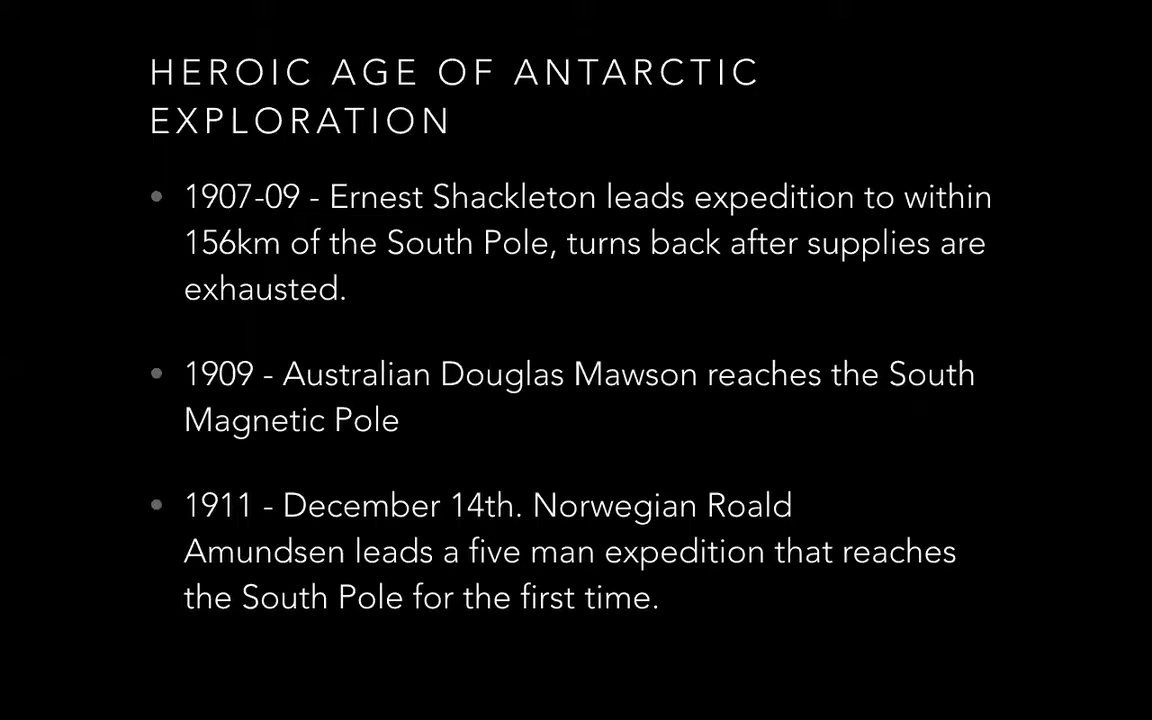 HEROIC AGE OF ANTARCTIC
EXPLORATION
• 1907-09 - Ernest Shackleton leads expedition to within
156km of the South Pole, turns back after supplies are
exhausted.
• 1909 - Australian Douglas Mawson reaches the South
Magnetic Pole
• 1911 - December 14th. Norwegian Roald
Amundsen leads a five man expedition that reaches
the South Pole for the first time.